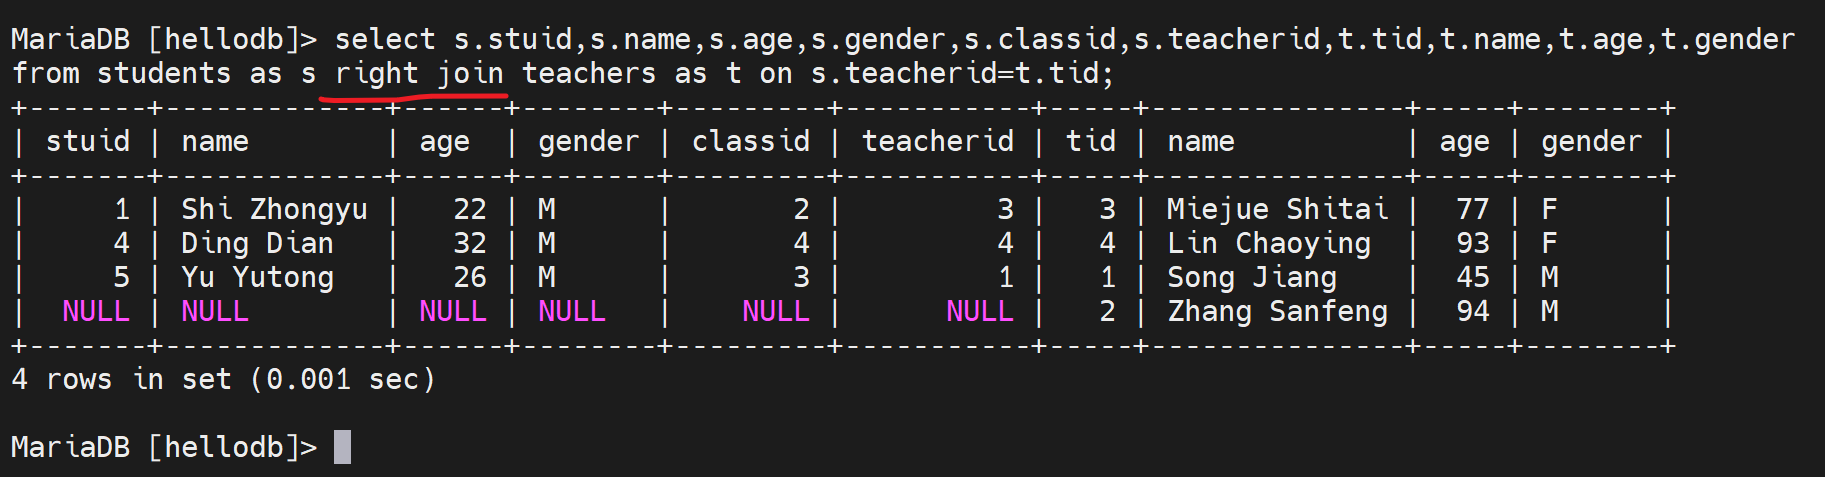 MariaDB [hellodb]> select s.stuid,s.name,s.age,s.gender,s.classid,s.teacherid,t.tid,t.name,t.age,t.gender
from students as s right join teachers as t on s.teacherid=t.tid;
+-------+-------------+------+--------+---------+-----------+-----+---------------+-----+--------+
| stuid | name        | age  | gender | classid | teacherid | tid | name          | age | gender |
+-------+-------------+------+--------+---------+-----------+-----+---------------+-----+--------+
|     1 | Shi Zhongyu |   22 | M      |       2 |         3 |   3 | Miejue Shitai |  77 | F      |
|     4 | Ding Dian   |   32 | M      |       4 |         4 |   4 | Lin Chaoying  |  93 | F      |
|     5 | Yu Yutong   |   26 | M      |       3 |         1 |   1 | Song Jiang    |  45 | M      |
|  NULL | NULL        | NULL | NULL   |    NULL |      NULL |   2 | Zhang Sanfeng |  94 | M      |
+-------+-------------+------+--------+---------+-----------+-----+---------------+-----+--------+
4 rows in set (0.001 sec)
MariaDB [hellodb]>